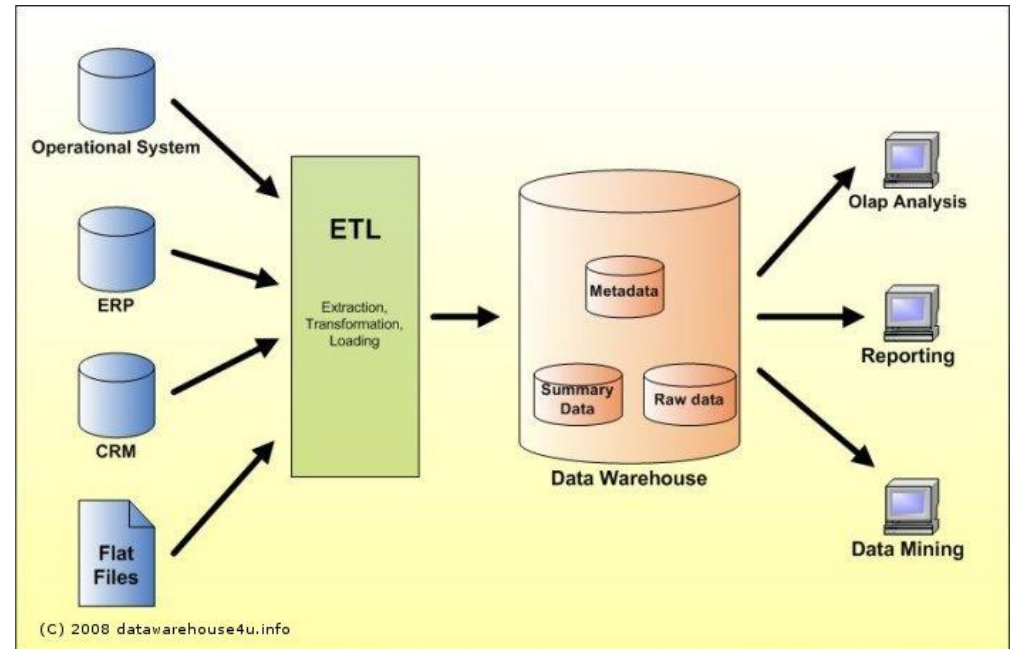 Operational System
ERP
CRM
Flat
Files
ETL
Extraction,
Transformation,
Loading
Metadata
Summary
Data
Raw data
Data Warehouse
Olap Analysis
Reporting
Data Mining
(C) 2008 datawarehouse4u.info